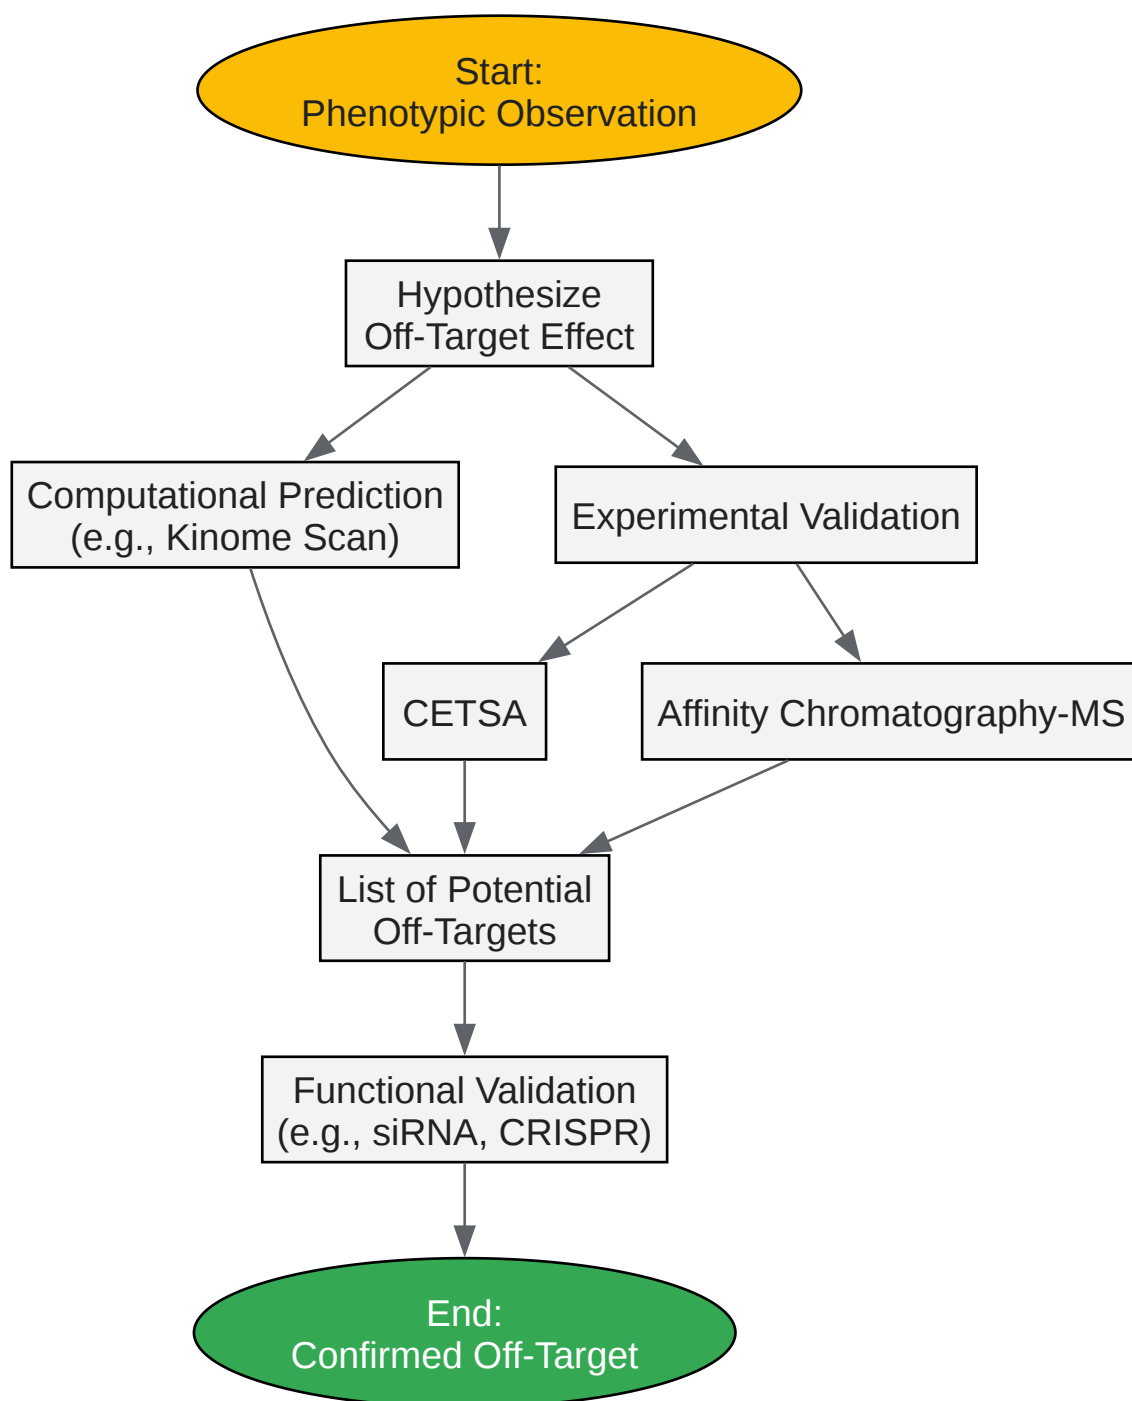 Start:
Phenotypic Observation
Hypothesize
Off-Target Effect
Computational Prediction
(e.g., Kinome Scan)
Experimental Validation
CETSA
Affinity Chromatography-MS
List of Potential
Off-Targets
Functional Validation
(e.g., siRNA, CRISPR)
End:
Confirmed Off-Target